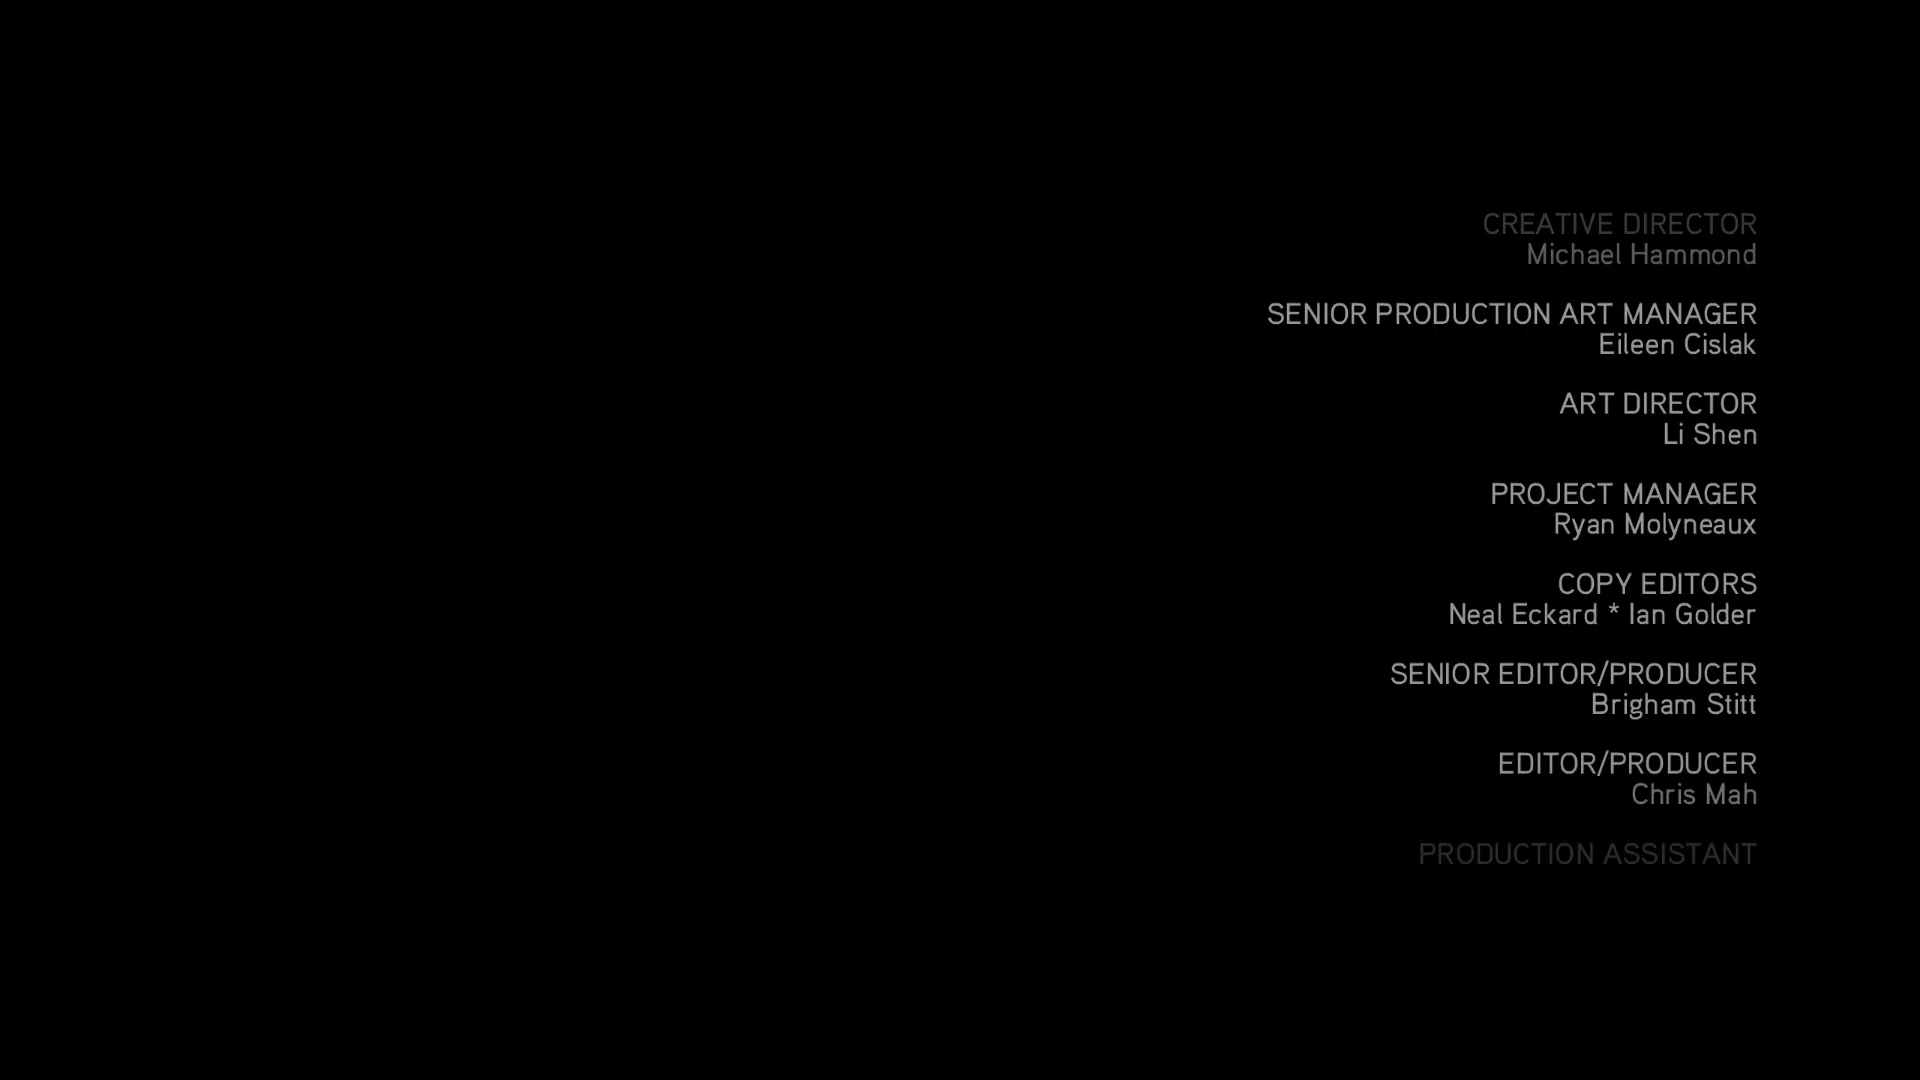 CREATIVE DIRECTOR
Michael Hammond
SENIOR PRODUCTION ART MANAGER
Eileen Cislak
ART DIRECTOR
Li Shen
PROJECT MANAGER
Ryan Molyneaux
COPY EDITORS
Neal Eckard * Ian Golder
SENIOR EDITOR/PRODUCER
Brigham Stitt
EDITOR/PRODUCER
Chris Mah
PRODUCTION ASSISTANT